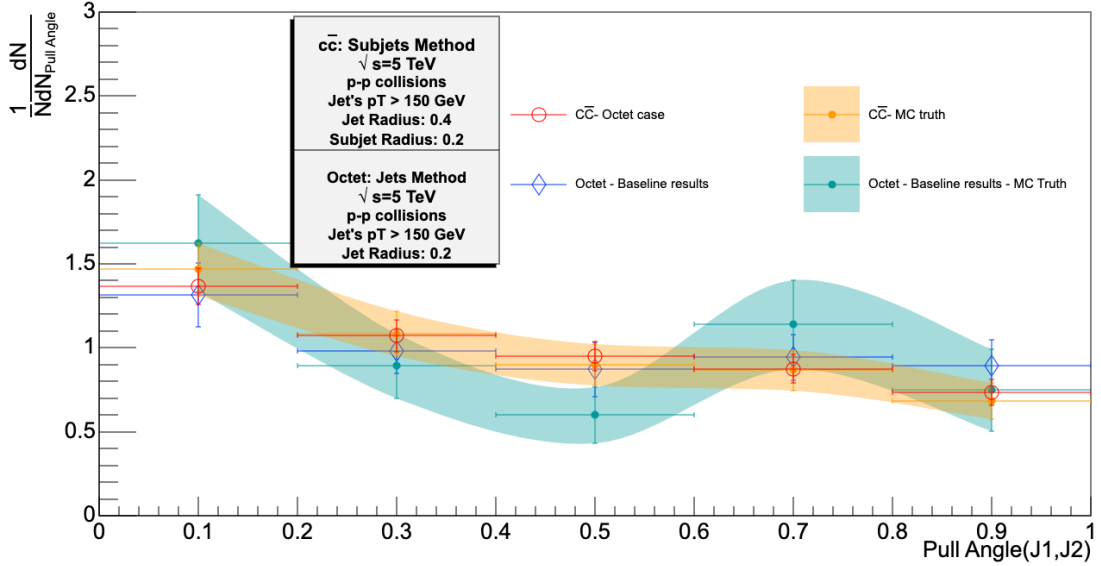 3
2.5
2
1.5
1
0.5
0
1 dN
NdN Pull Angle
cc̅: Subjets Method
√ s=5 TeV
p-p collisions
Jet's pT > 150 GeV
Jet Radius: 0.4
Subjet Radius: 0.2
Octet: Jets Method
√ s=5 TeV
p-p collisions
Jet's pT > 150 GeV
Jet Radius: 0.2
CC̅- Octet case
CC̅- MC truth
Octet - Baseline results
Octet - Baseline results - MC Truth
0 0.1 0.2 0.3 0.4 0.5 0.6 0.7 0.8 0.9 1
Pull Angle(J1,J2)